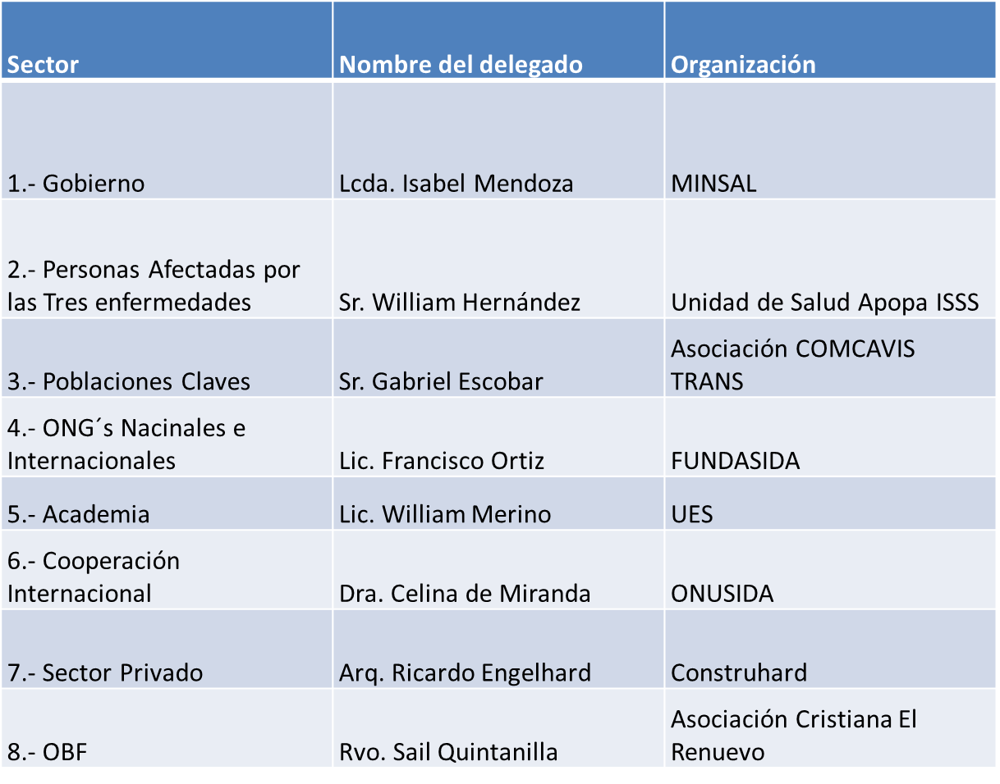 Sector Nombre del delegado Organización
1.- Gobierno Lcda. Isabel Mendoza MINSAL
2.- Personas Afectadas por
las Tres enfermedades Sr. William Hernández Unidad de Salud Apopa ISSS
Asociación COMCAVIS
3.- Poblaciones Claves Sr. Gabriel Escobar TRANS
4.- ONG´s Nacinales e
Internacionales Lic. Francisco Ortiz FUNDASIDA
5.- Academia Lic. William Merino UES
6.- Cooperación
Internacional Dra. Celina de Miranda ONUSIDA
7.- Sector Privado Arq. Ricardo Engelhard Construhard
Asociación Cristiana El
8.- OBF Rvo. Sail Quintanilla Renuevo